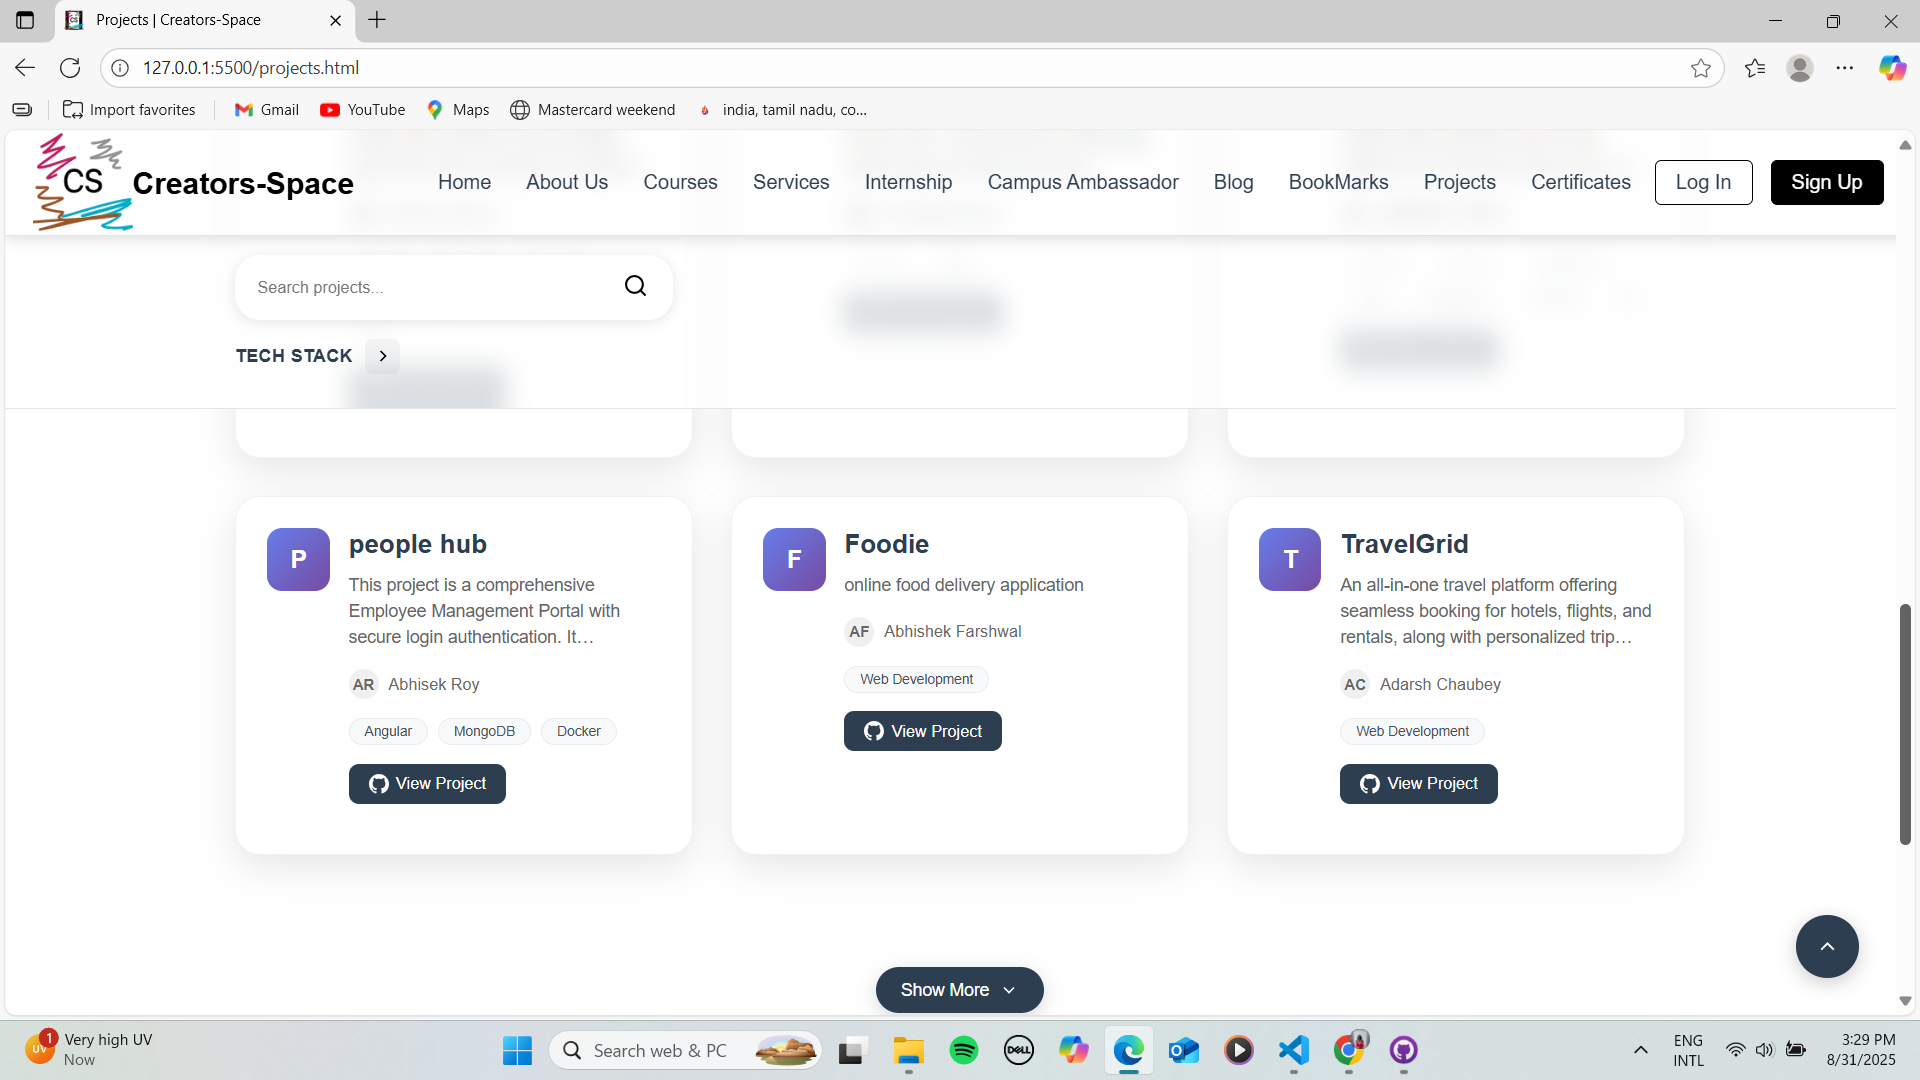 Projects | Creators-Space
127.0.0.1:5500/projects.html
Import favorites
Gmail
YouTube
Maps
Mastercard weekend
india, tamil nadu, co...
CS
Creators-Space
Home
About Us
Courses
Services
Internship
Campus Ambassador
Blog
BookMarks
Projects
Certificates
Log In
Sign Up
Search projects...
TECH STACK
P
people hub
This project is a comprehensive
Employee Management Portal with
secure login authentication. It...
AR Abhisek Roy
Angular MongoDB Docker
View Project
F
Foodie
online food delivery application
AF Abhishek Farshwal
Web Development
View Project
T
TravelGrid
An all-in-one travel platform offering
seamless booking for hotels, flights, and
rentals, along with personalized trip...
AC Adarsh Chaubey
Web Development
View Project
Show More
UV
1
Very high UV
Now
Search web & PC
DELL
ENG
INTL
3:29 PM
8/31/2025